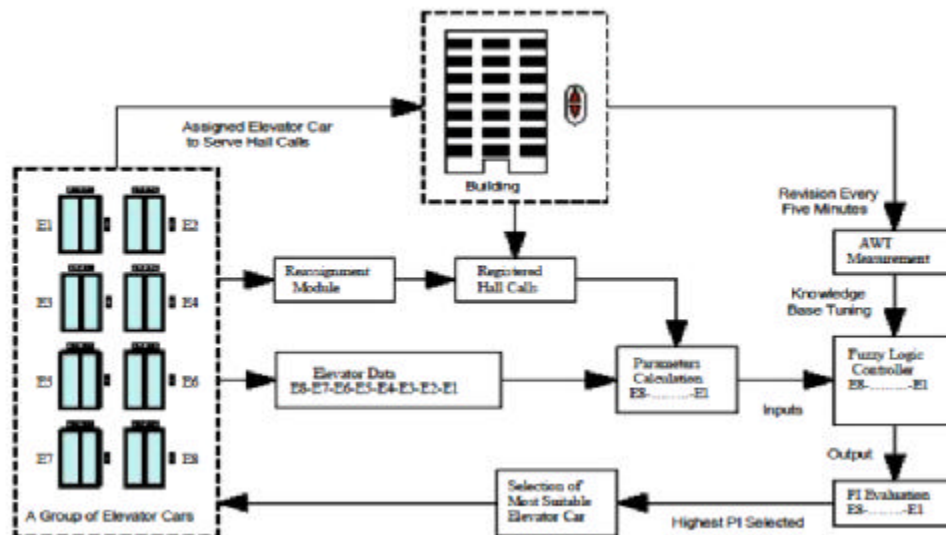 Assigned Elevator Car
to Serve Hall Calls
Building
Revision Every
Five Minutes
E1
E2
E3
E4
E5
E6
E7
E8
A Group of Elevator Cars
Reassignment
Module
Registered
Hall Calls
AWT
Measurement
Knowledge
Base Tuning
Elevator Data
E8-E7-E6-E5-E4-E3-E2-E1
Parameters
Calculation
E8-.........-E1
Inputs
Fuzzy Logic
Controller
E8-.........-E1
Output
Selection of
Most Suitable
Elevator Car
Highest PI Selected
PI Evaluation
E8-.........-E1